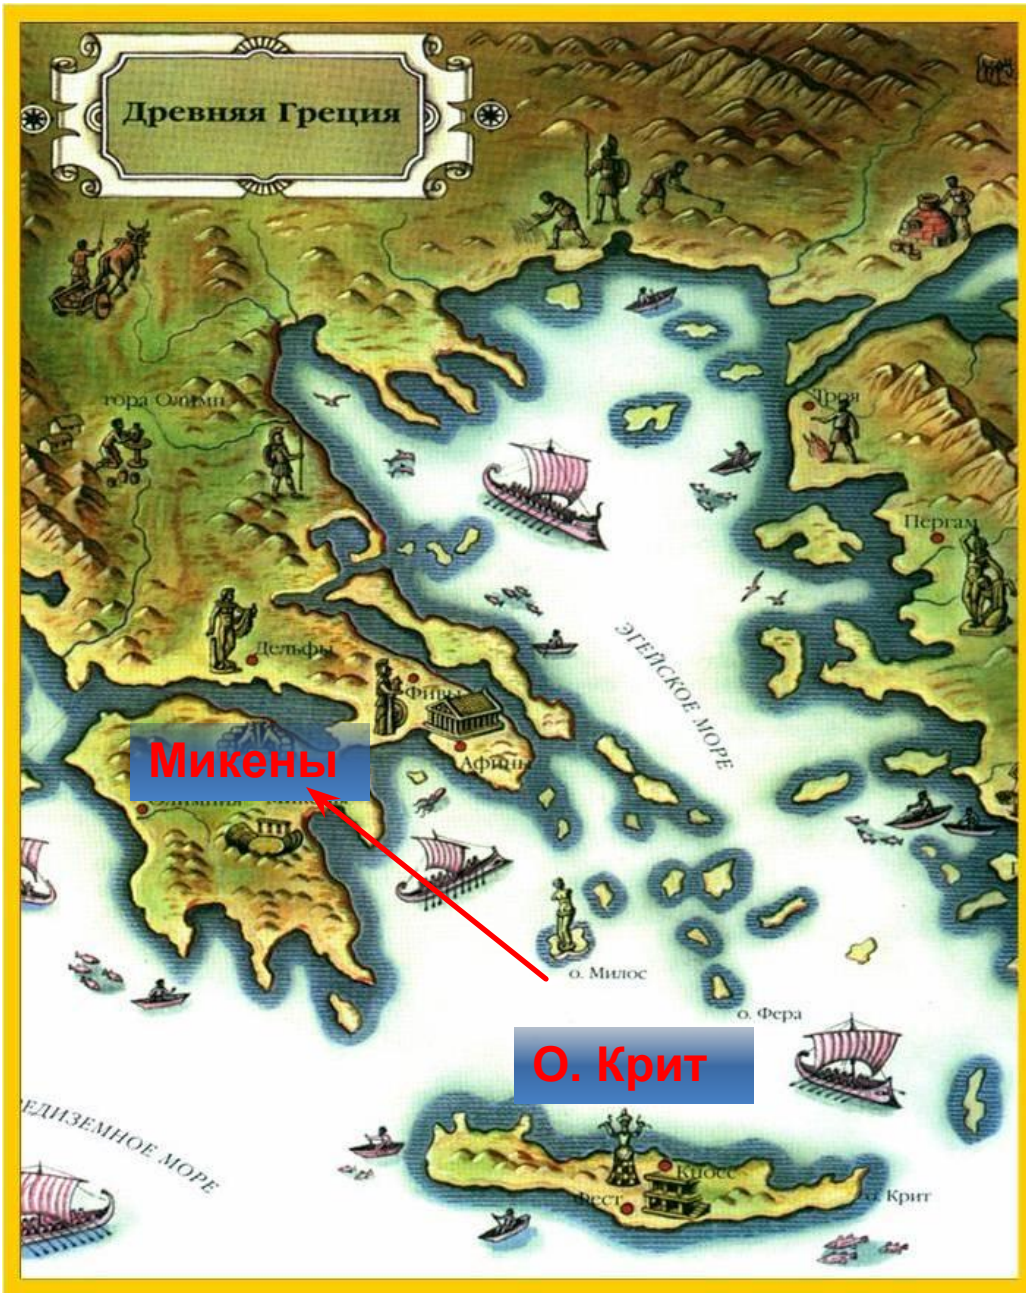 Древняя Греция
гора Олимп
Троя
Пергам
ЭГЕЙСКОЕ МОРЕ
Дельфы
Фивы
Микены
Афины
Олимпия
о. Милос
о. Фера
О. Крит
МОРЕ
Кносс
Фест
о. Крит